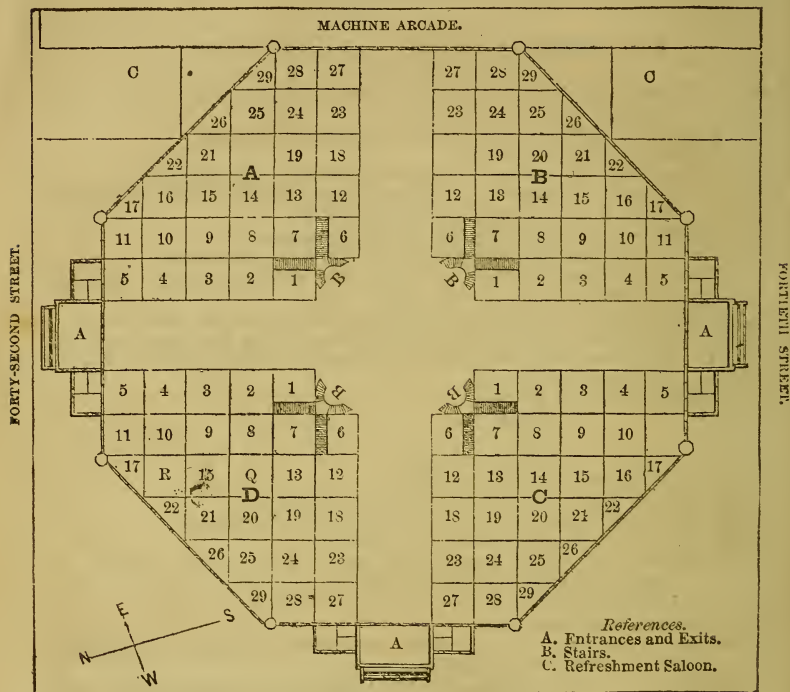 MACHINE ARCADE.
C 29 28 27 27 28 29 C
26 25 24 23 23 24 25 26
22 21 19 18 19 20 21 22
A B
17 16 15 14 13 12 12 13 14 15 16 17
11 10 9 8 7 6 6 7 8 9 10 11
5 4 3 2 1 B B 1 2 3 4 5
FORTY-SECOND STREET.
A A
FORTIETH STREET.
5 4 3 2 1 B B 1 2 3 4 5
11 10 9 8 7 6 6 7 8 9 10
17 R 15 Q 13 12 12 13 14 15 16 17
D C
22 21 20 19 18 18 19 20 21 22
26 25 24 23 23 24 25 26
29 28 27 27 28 29
E
N S
W
A
References.
A. Entrances and Exits.
B. Stairs.
C. Refreshment Saloon.